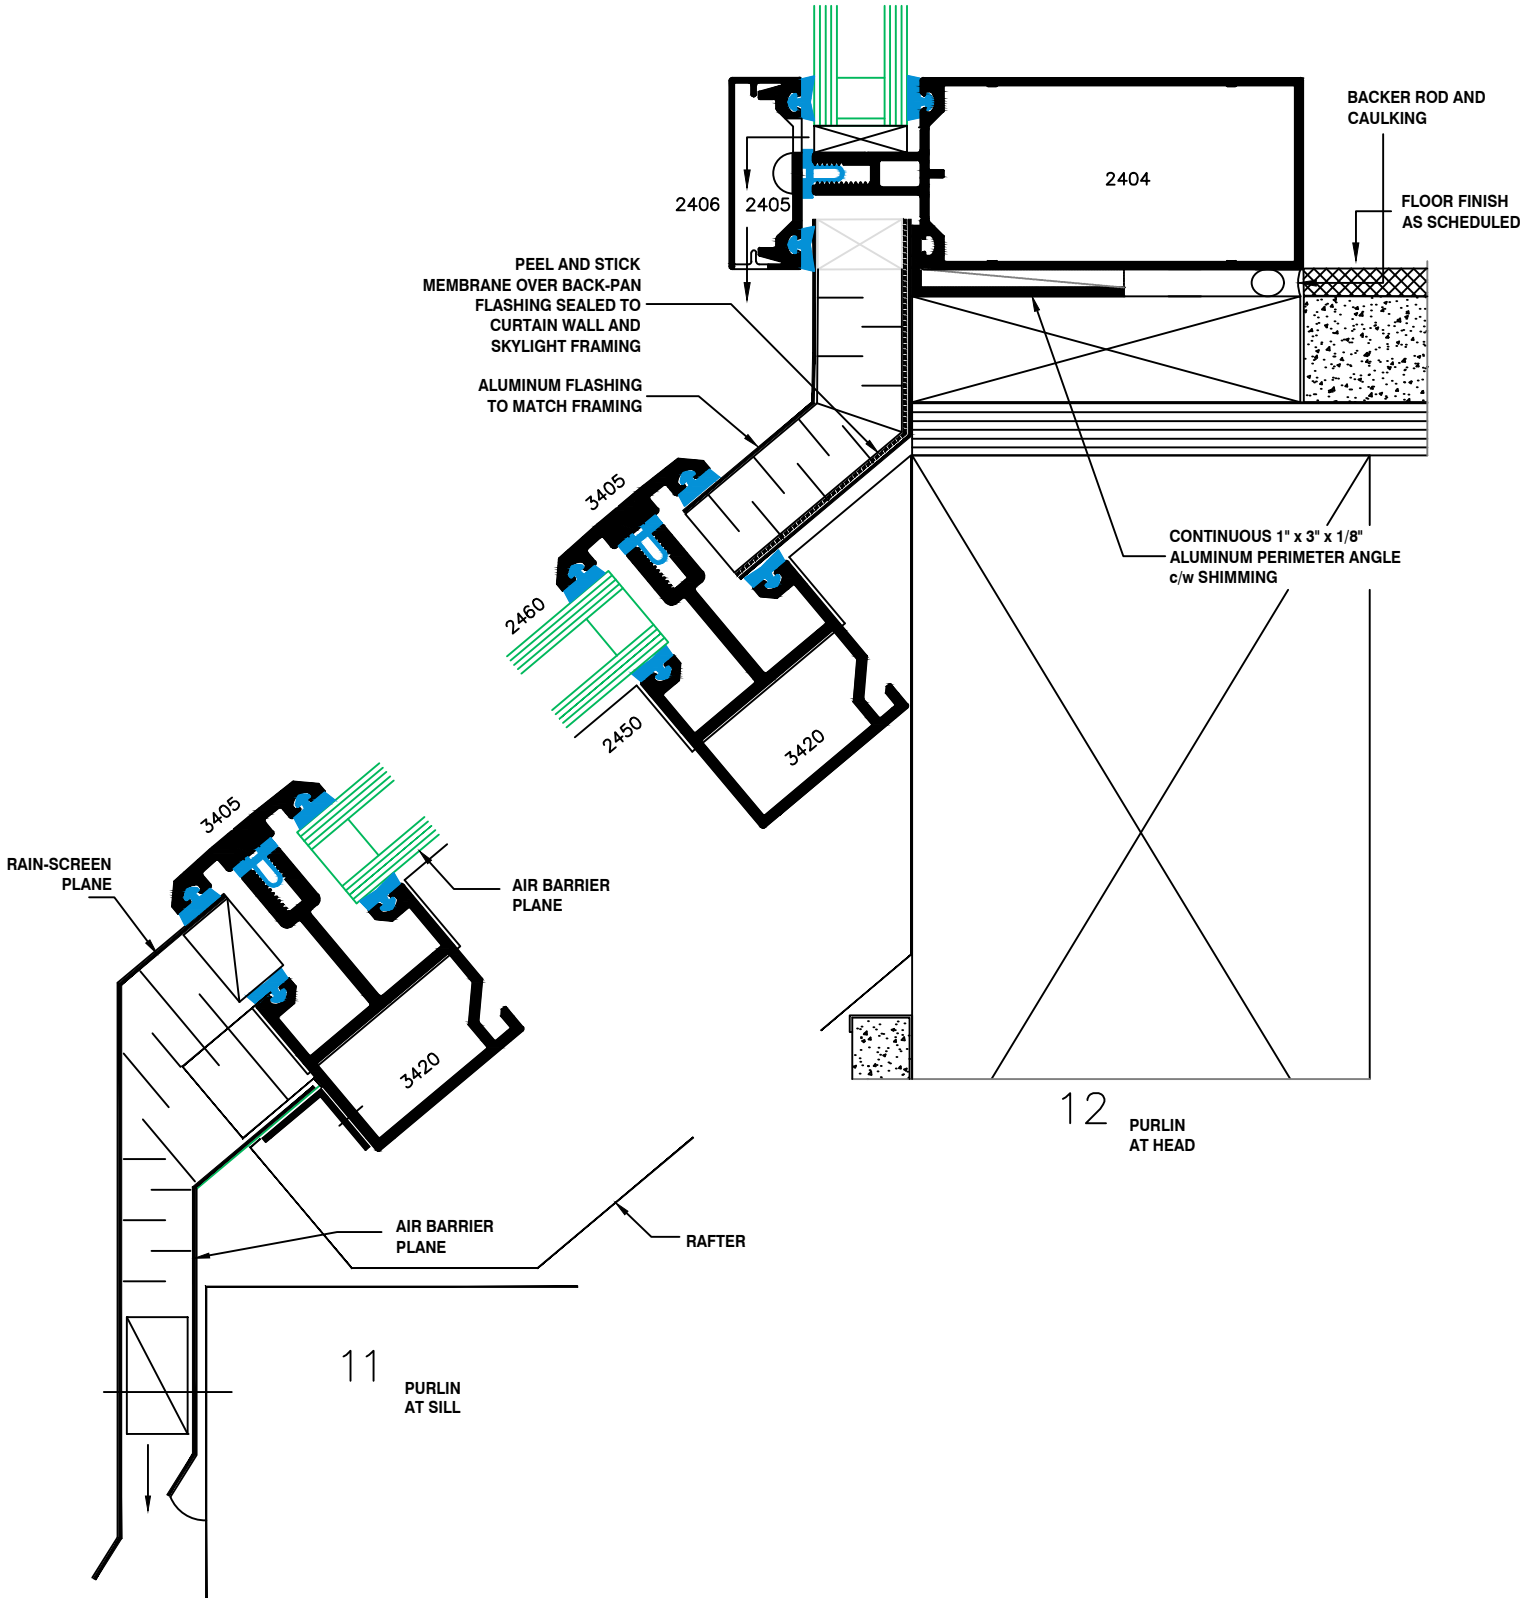 BACKER ROD AND
CAULKING
2404
FLOOR FINISH
AS SCHEDULED
2406
2405
PEEL AND STICK
MEMBRANE OVER BACK-PAN
FLASHING SEALED TO
CURTAIN WALL AND
SKYLIGHT FRAMING
ALUMINUM FLASHING
TO MATCH FRAMING
3405
CONTINUOUS 1" x 3" x 1/8"
ALUMINUM PERIMETER ANGLE
c/w SHIMMING
2460
2450
3420
3405
RAIN-SCREEN
PLANE
AIR BARRIER
PLANE
3420
12
PURLIN
AT HEAD
AIR BARRIER
PLANE
RAFTER
11
PURLIN
AT SILL